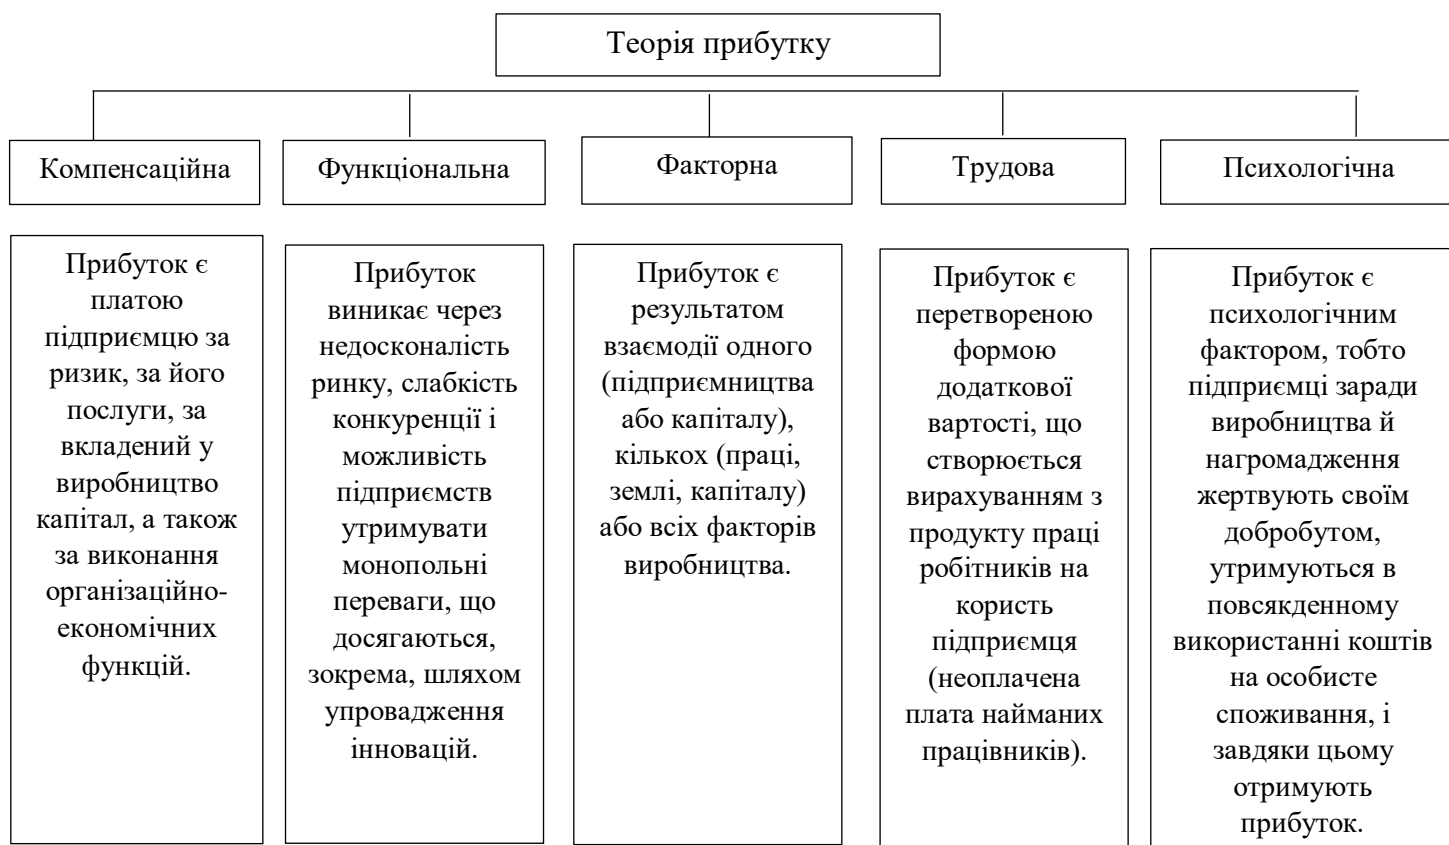 Теорія прибутку
Компенсаційна
Функціональна
Факторна
Трудова
Психологічна
Прибуток є
платою
підприємцю за
ризик, за його
послуги, за
вкладений у
виробництво
капітал, а також
за виконання
організаційно-
економічних
функцій.
Прибуток
виникає через
недосконалість
ринку, слабкість
конкуренції і
можливість
підприємств
утримувати
монопольні
переваги, що
досягаються,
зокрема, шляхом
упровадження
інновацій.
Прибуток є
результатом
взаємодії одного
(підприємництва
або капіталу),
кількох (праці,
землі, капіталу)
або всіх факторів
виробництва.
Прибуток є
перетвореною
формою
додаткової
вартості, що
створюється
вирахуванням з
продукту праці
робітників на
користь
підприємця
(неоплачена
плата найманих
працівників).
Прибуток є
психологічним
фактором, тобто
підприємці заради
виробництва й
нагромадження
жертвують своїм
добробутом,
утримуються в
повсякденному
використанні коштів
на особисте
споживання, і
завдяки цьому
отримують
прибуток.